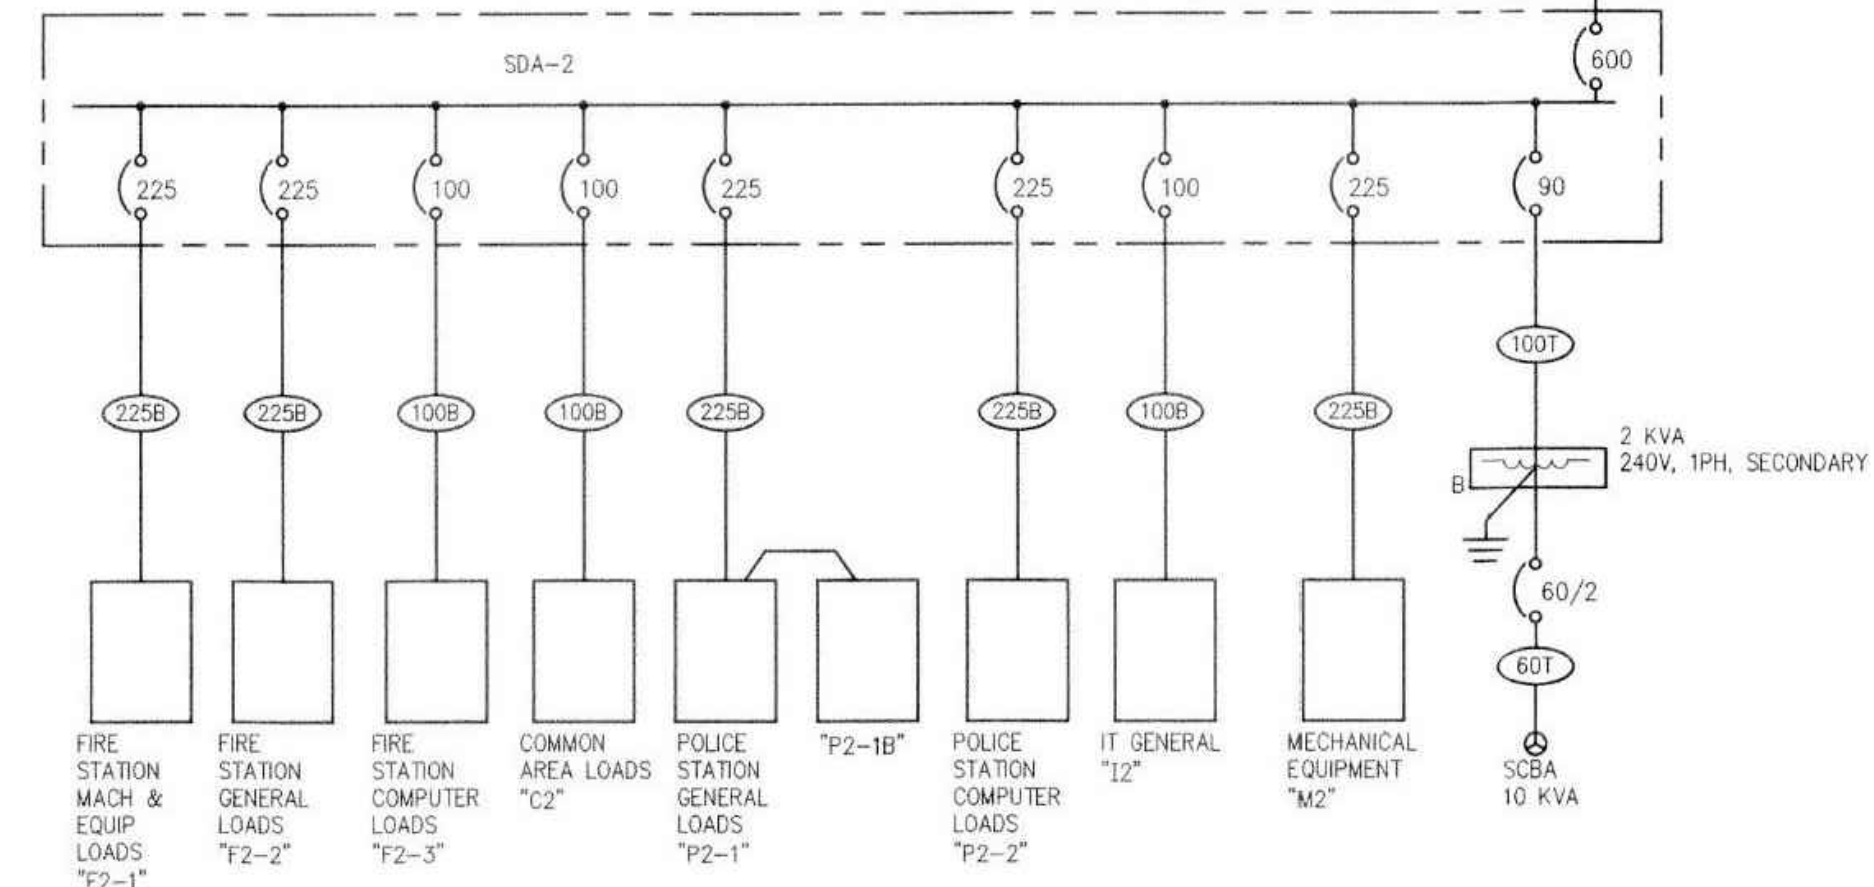 SDA-2
600
225
225
100
100
225
225
100
225
90
100T
225B
225B
100B
100B
225B
225B
100B
225B
2 KVA
240V, 1PH, SECONDARY
B
60/2
60T
FIRE
STATION
MACH &
EQUIP
LOADS
"F2-1"
FIRE
STATION
GENERAL
LOADS
"F2-2"
FIRE
STATION
COMPUTER
LOADS
"F2-3"
COMMON
AREA LOADS
"C2"
POLICE
STATION
GENERAL
LOADS
"P2-1"
"P2-1B"
POLICE
STATION
COMPUTER
LOADS
"P2-2"
IT GENERAL
"I2"
MECHANICAL
EQUIPMENT
"M2"
SCBA
10 KVA